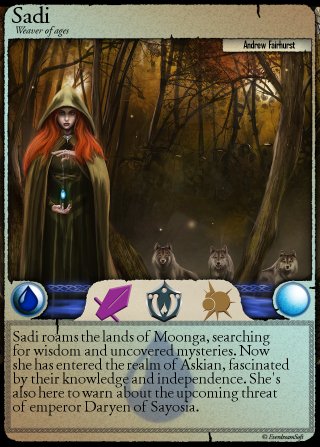 Sadi
Weaver of ages
Andrew Fairhurst
Sadi roams the lands of Moonga, searching
for wisdom and uncovered mysteries. Now
she has entered the realm of Askian, fascinated
by their knowledge and independence. She's
also here to warn about the upcoming threat
of emperor Daryen of Sayosia.
© EverdreamSoft